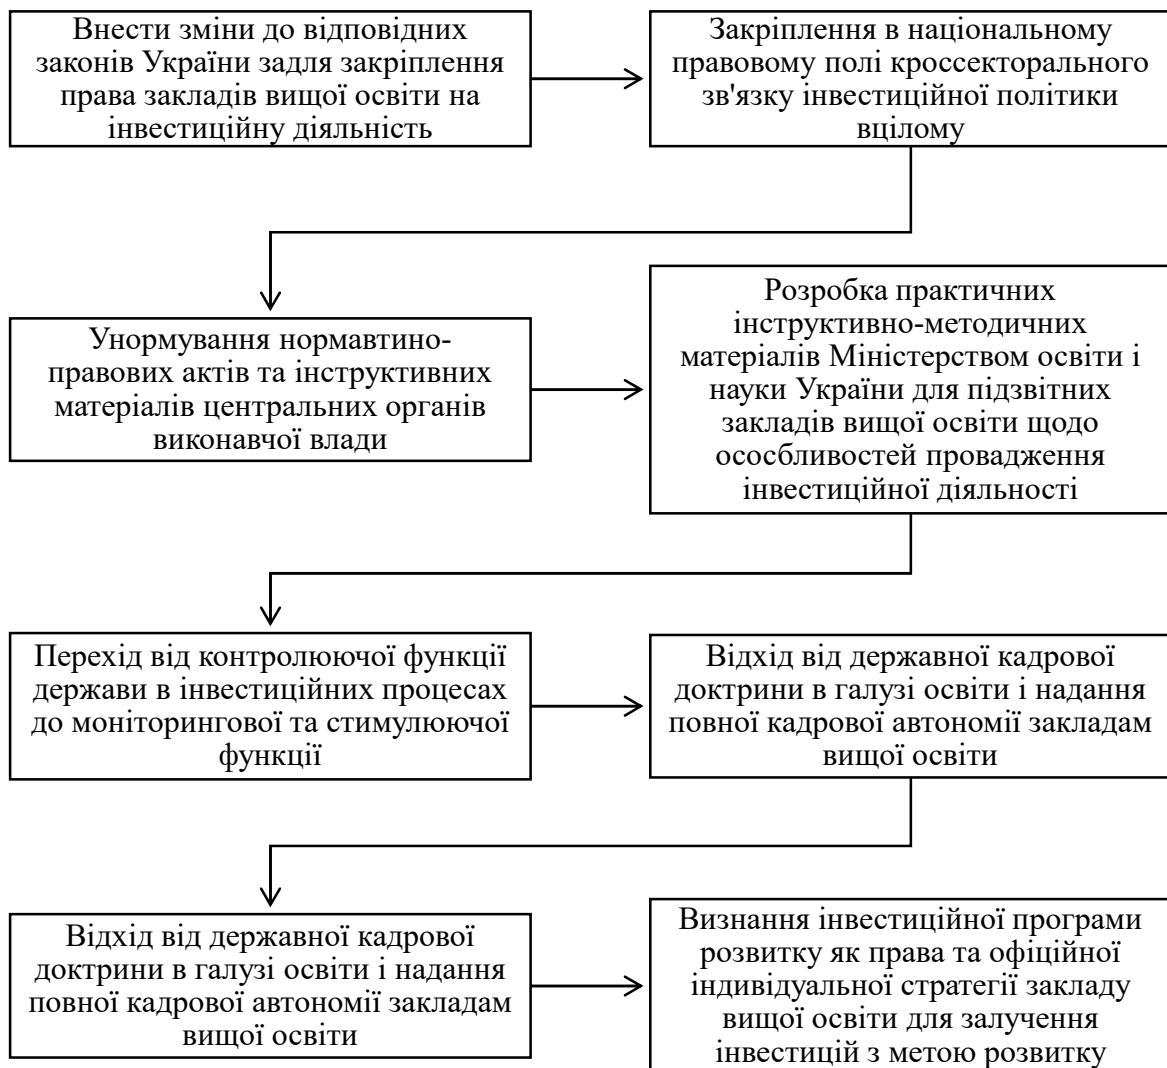 Внести зміни до відповідних
законів України задля закріплення
права закладів вищої освіти на
інвестиційну діяльність
Закріплення в національному
правовому полі кроссекторального
зв'язку інвестиційної політики
вцілому
Унормування нормавтино-
правових актів та інструктивних
матеріалів центральних органів
виконавчої влади
Розробка практичних
інструктивно-методичних
матеріалів Міністерством освіти і
науки України для підзвітних
закладів вищої освіти щодо
ососбливостей провадження
інвестиційної діяльності
Перехід від контролюючої функції
держави в інвестиційних процесах
до моніторингової та стимулюючої
функції
Відхід від державної кадрової
доктрини в галузі освіти і надання
повної кадрової автономії закладам
вищої освіти
Відхід від державної кадрової
доктрини в галузі освіти і надання
повної кадрової автономії закладам
вищої освіти
Визнання інвестиційної програми
розвитку як права та офіційної
індивідуальної стратегії закладу
вищої освіти для залучення
інвестицій з метою розвитку